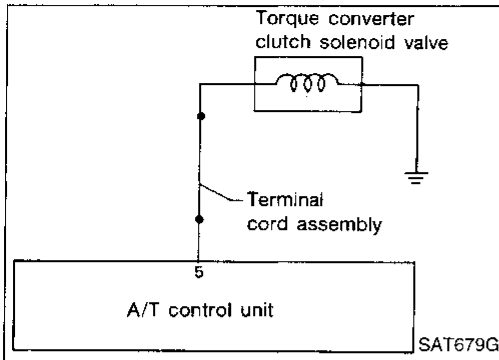 Torque converter
clutch solenoid valve
Terminal
cord assembly
5
A/T control unit
SAT679G